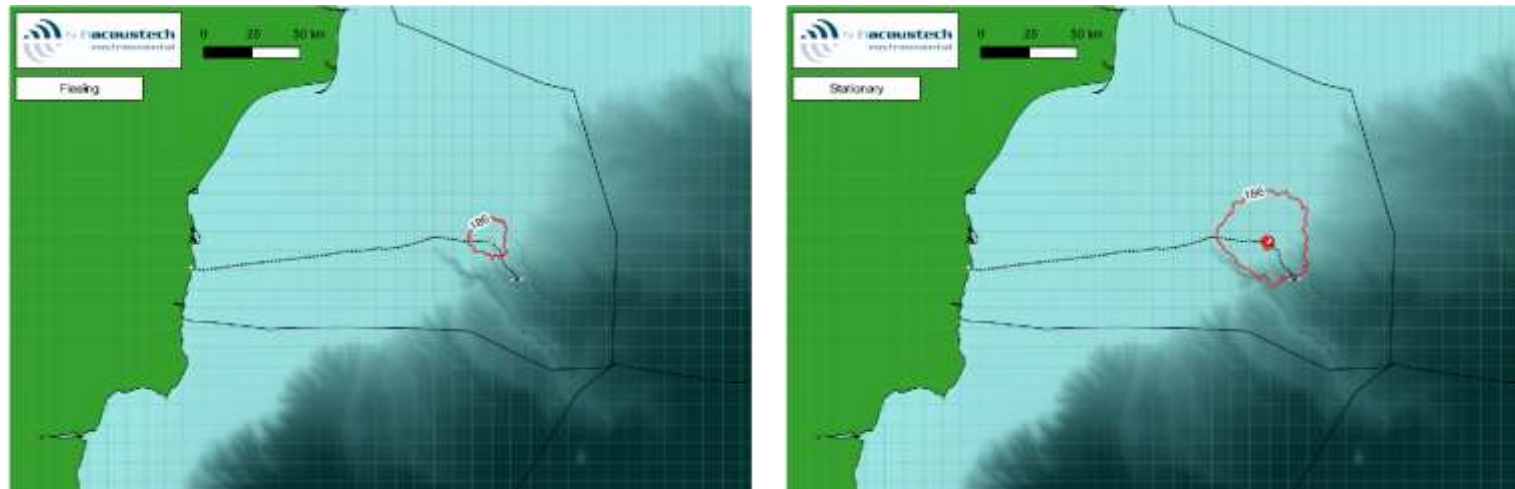 acoustech
environmental
0 25 50 km
Fleeing
186
acoustech
environmental
0 25 50 km
Stationary
186